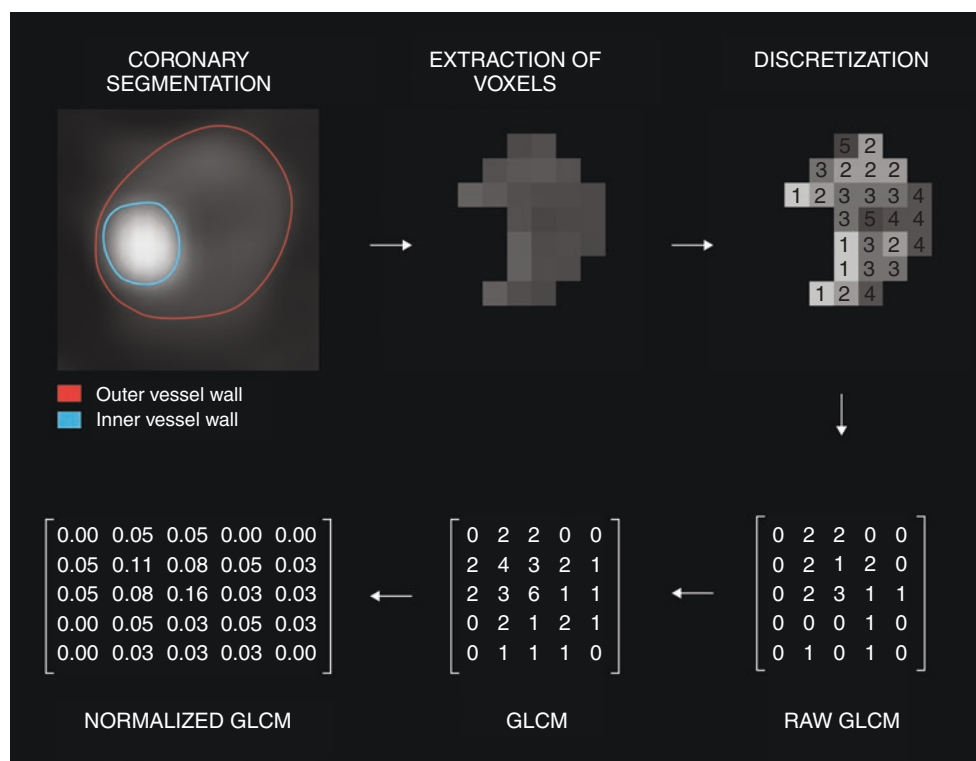 CORONARY
SEGMENTATION
EXTRACTION OF
VOXELS
DISCRETIZATION
5 2
3 2 2 2
1 2 3 3 3 4
3 5 4 4
1 3 2 4
1 3 3
1 2 4
Outer vessel wall
Inner vessel wall
0.00 0.05 0.05 0.00 0.00
0.05 0.11 0.08 0.05 0.03
0.05 0.08 0.16 0.03 0.03
0.00 0.05 0.03 0.05 0.03
0.00 0.03 0.03 0.03 0.00
NORMALIZED GLCM
0 2 2 0 0
2 4 3 2 1
2 3 6 1 1
0 2 1 2 1
0 1 1 1 0
GLCM
0 2 2 0 0
0 2 1 2 0
0 2 3 1 1
0 0 0 1 0
0 1 0 1 0
RAW GLCM